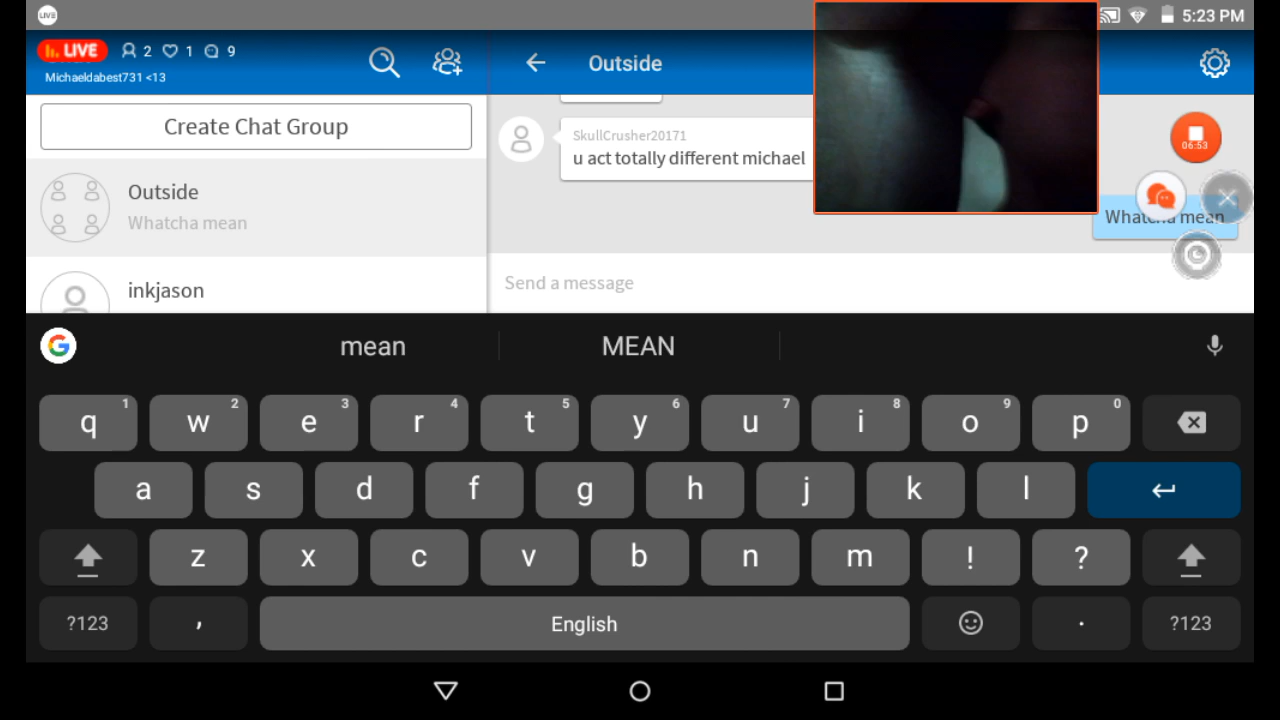 LIVE
5:23 PM
LIVE 2 1 9
Michaeldabest731 <13
Outside
Create Chat Group
SkullCrusher20171
u act totally different michael
06:53
Outside
Whatcha mean
Whatcha mean
inkjason
Send a message
mean MEAN
q 1 w 2 e 3 r 4 t 5 y 6 u 7 i 8 o 9 p 0
a s d f g h j k l
z x c v b n m ! ?
?123 , English . ?123